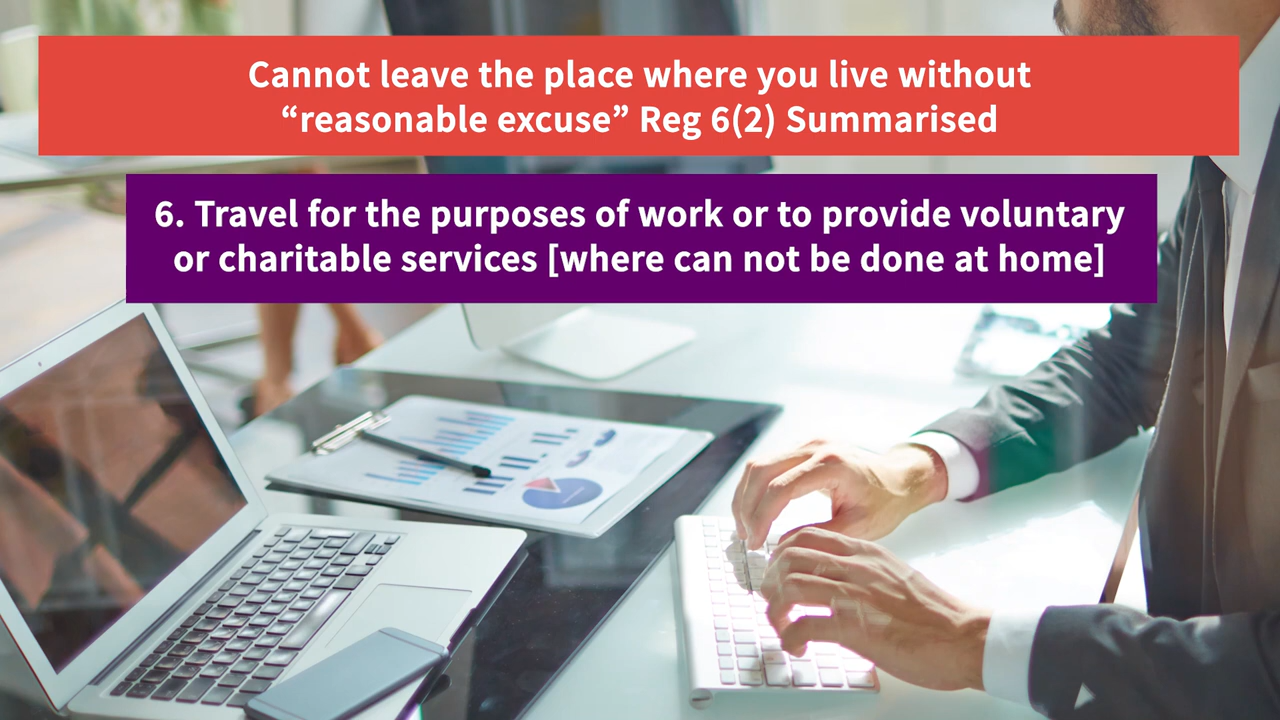 Cannot leave the place where you live without
“reasonable excuse” Reg 6(2) Summarised
6. Travel for the purposes of work or to provide voluntary
or charitable services [where can not be done at home]